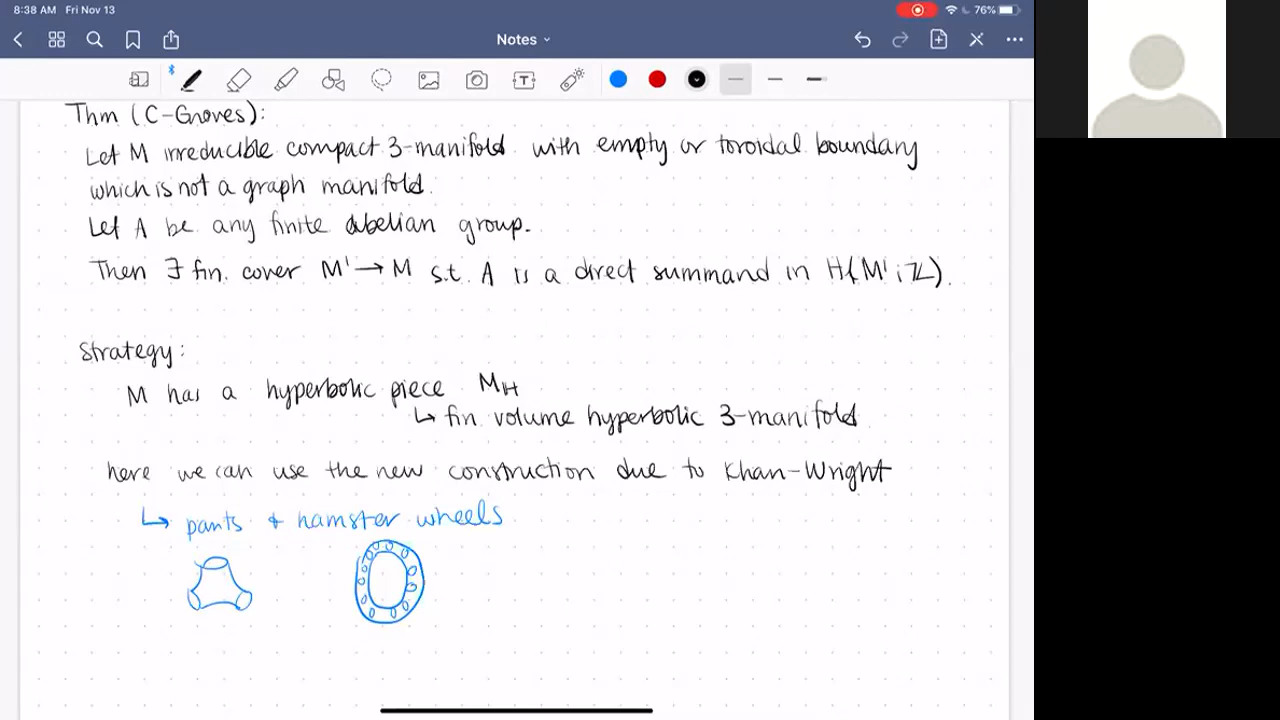 8:38 AM Fri Nov 13
76%
Notes
Thm (C-Groves):
Let M irreducible compact 3-manifold with empty or toroidal boundary
which is not a graph manifold.
Let A be any finite abelian group.
Then ∃ fin. cover M' → M s.t. A is a direct summand in H₁(M'; ℤ).
Strategy:
M has a hyperbolic piece M_H
↳ fin. volume hyperbolic 3-manifold
here we can use the new construction due to Khan-Wright
↳ pants + hamster wheels